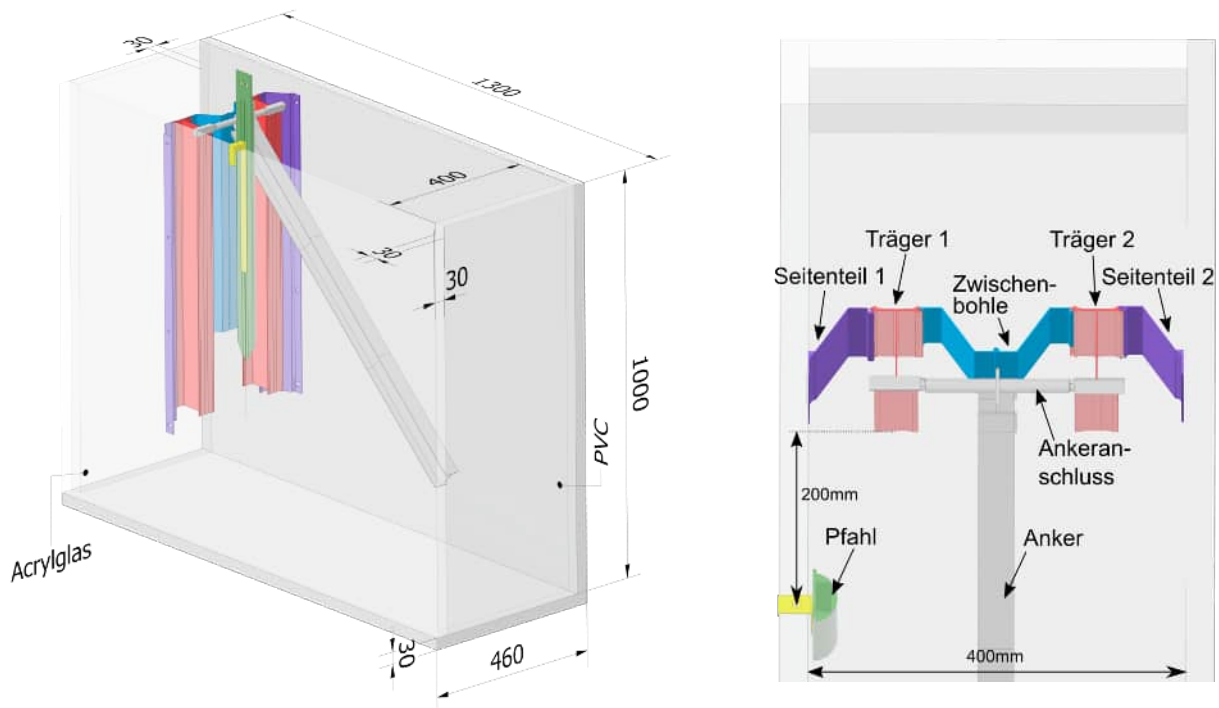 30
1300
400
30
30
1000
PVC
Acrylglas
30
460
Träger 1
Träger 2
Seitenteil 1
Zwischen-
bohle
Seitenteil 2
Ankeran-
schluss
200mm
Pfahl
Anker
400mm